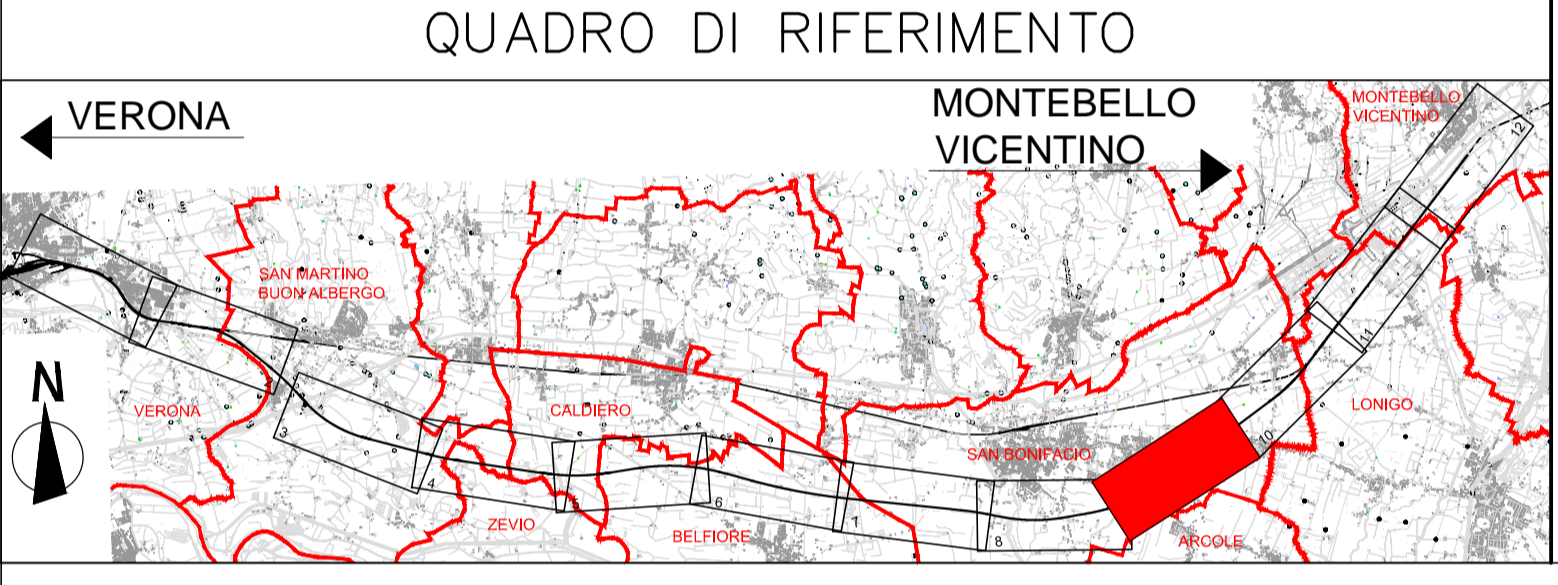 QUADRO DI RIFERIMENTO
VERONA
MONTEBELLO
VICENTINO
MONTEBELLO
VICENTINO
12
SAN MARTINO
BUON ALBERGO
N
VERONA
CALDIERO
SAN BONIFACIO
LONIGO
11
10
3
4
5
6
7
8
ZEVIO
BELFIORE
ARCOLE